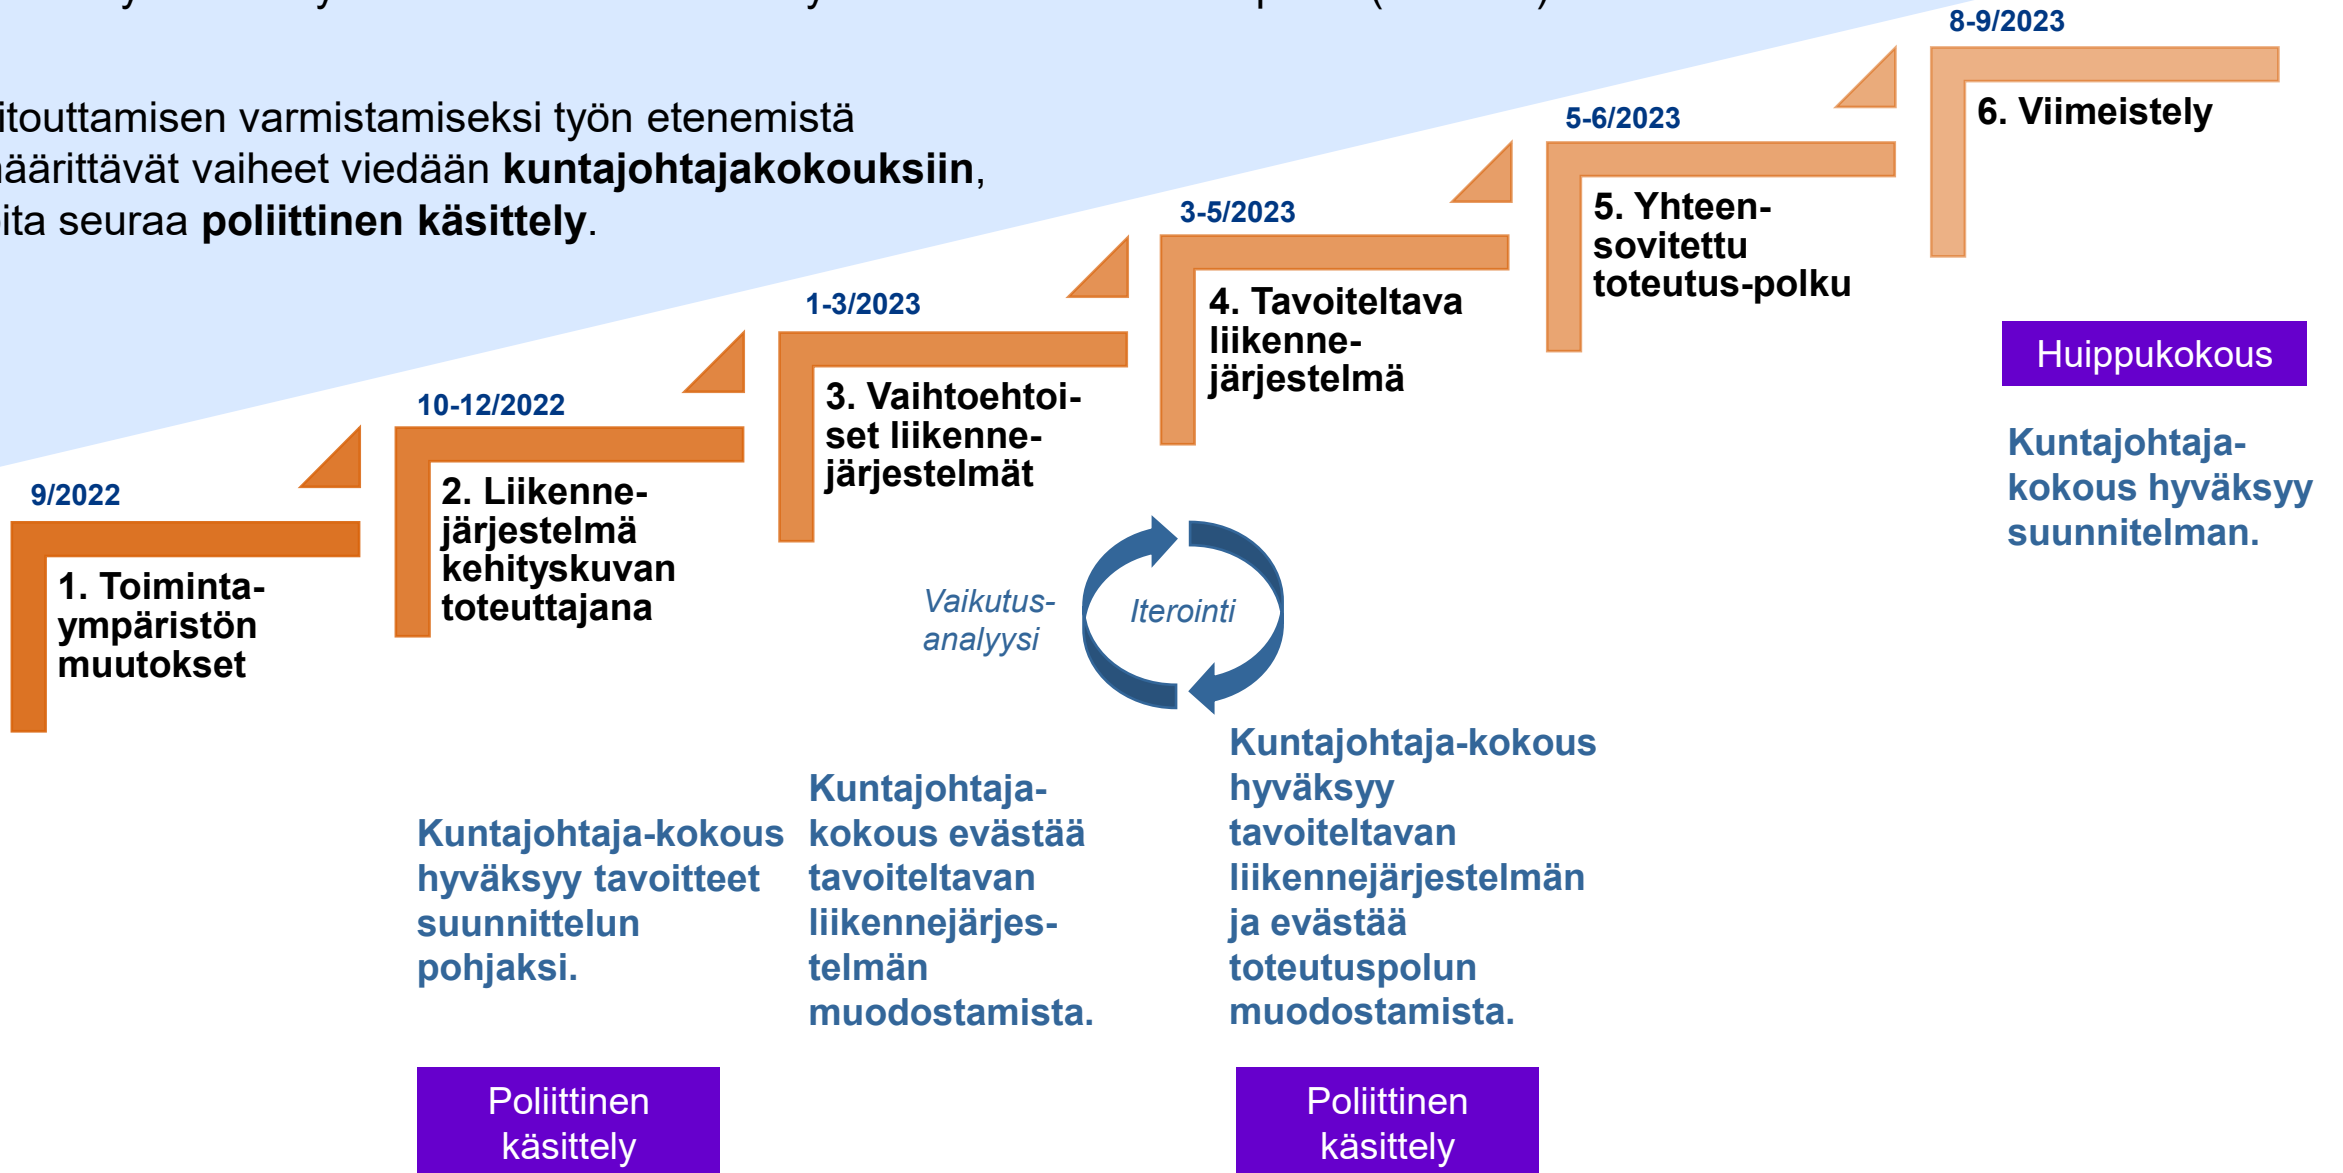 8-9/2023
itouttamisen varmistamiseksi työn etenemistä
äärittävät vaiheet viedään kuntajohtajakokouksiin,
ita seuraa poliittinen käsittely.
6. Viimeistely
5-6/2023
5. Yhteen-
sovitettu
toteutus-polku
3-5/2023
4. Tavoiteltava
liikenne-
järjestelmä
1-3/2023
3. Vaihtoehtoi-
set liikenne-
järjestelmät
10-12/2022
2. Liikenne-
järjestelmä
kehityskuvan
toteuttajana
9/2022
1. Toiminta-
ympäristön
muutokset
Huippukokous
Kuntajohtaja-
kokous hyväksyy
suunnitelman.
Vaikutus-
analyysi
Iterointi
Kuntajohtaja-kokous
hyväksyy tavoitteet
suunnittelun
pohjaksi.
Kuntajohtaja-
kokous evästää
tavoiteltavan
liikennejärjes-
telmän
muodostamista.
Kuntajohtaja-kokous
hyväksyy
tavoiteltavan
liikennejärjestelmän
ja evästää
toteutuspolun
muodostamista.
Poliittinen
käsittely
Poliittinen
käsittely